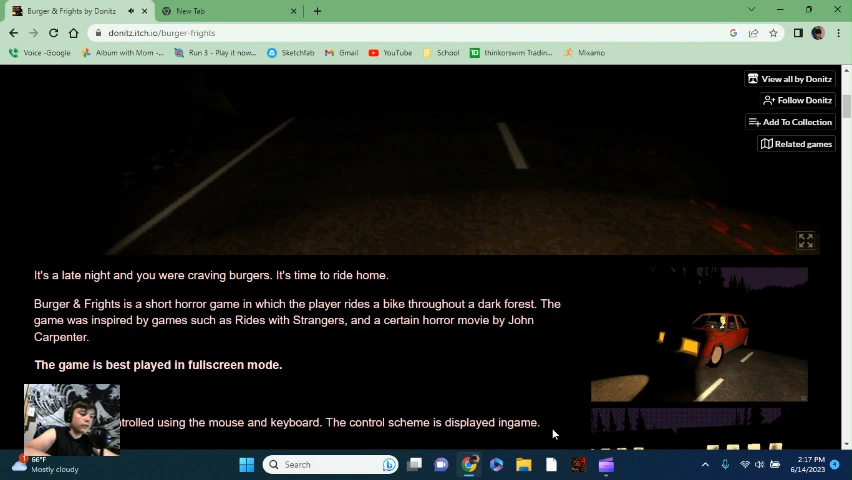 Burger & Frights by Donitz
New Tab
donitz.itch.io/burger-frights
Voice -Google
Album with Mom -...
Run 3 - Play it now...
Sketchfab
Gmail
YouTube
School
thinkorswim Tradin...
Mixamo
View all by Donitz
Follow Donitz
Add To Collection
Related games
It's a late night and you were craving burgers. It's time to ride home.
Burger & Frights is a short horror game in which the player rides a bike throughout a dark forest. The
game was inspired by games such as Rides with Strangers, and a certain horror movie by John
Carpenter.
The game is best played in fullscreen mode.
trolled using the mouse and keyboard. The control scheme is displayed ingame.
1
66°F
Mostly cloudy
Search
2:17 PM
6/14/2023
4